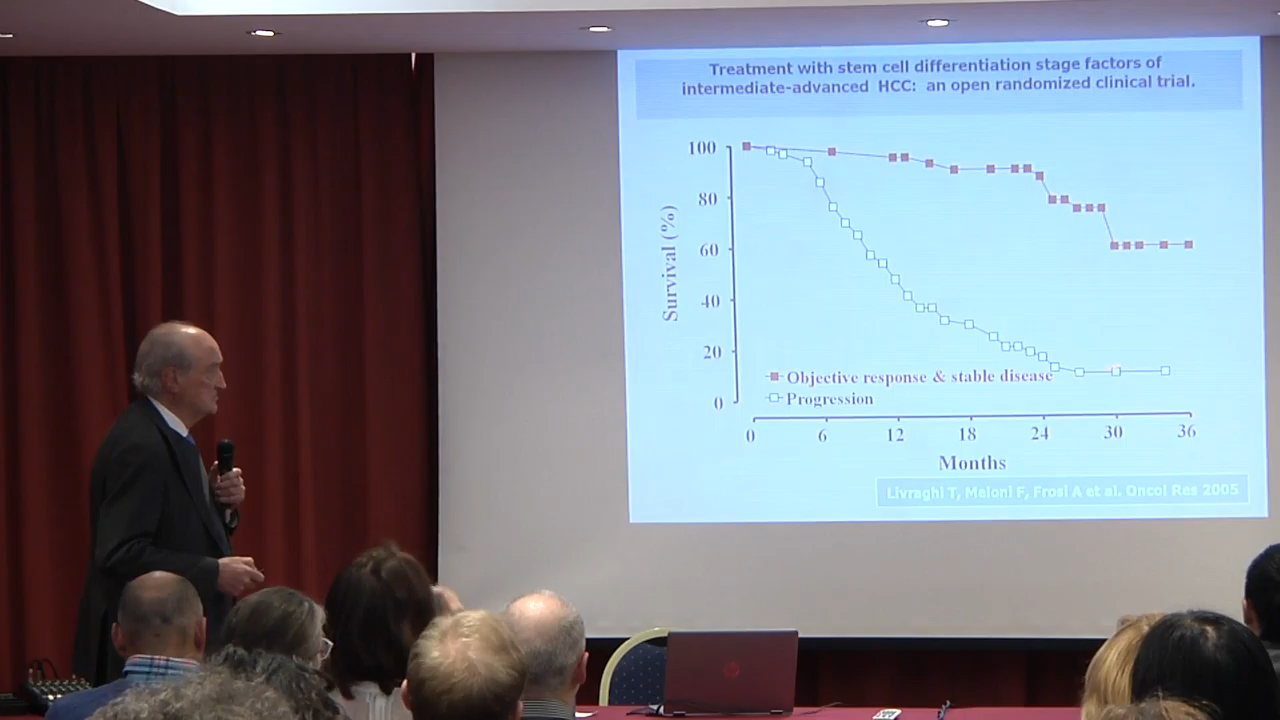 Treatment with stem cell differentiation stage factors of
intermediate-advanced HCC: an open randomized clinical trial.
100
80
60
40
20
0
Survival (%)
Objective response & stable disease
Progression
0 6 12 18 24 30 36
Months
Livraghi T, Meloni F, Frosi A et al. Oncol Res 2005